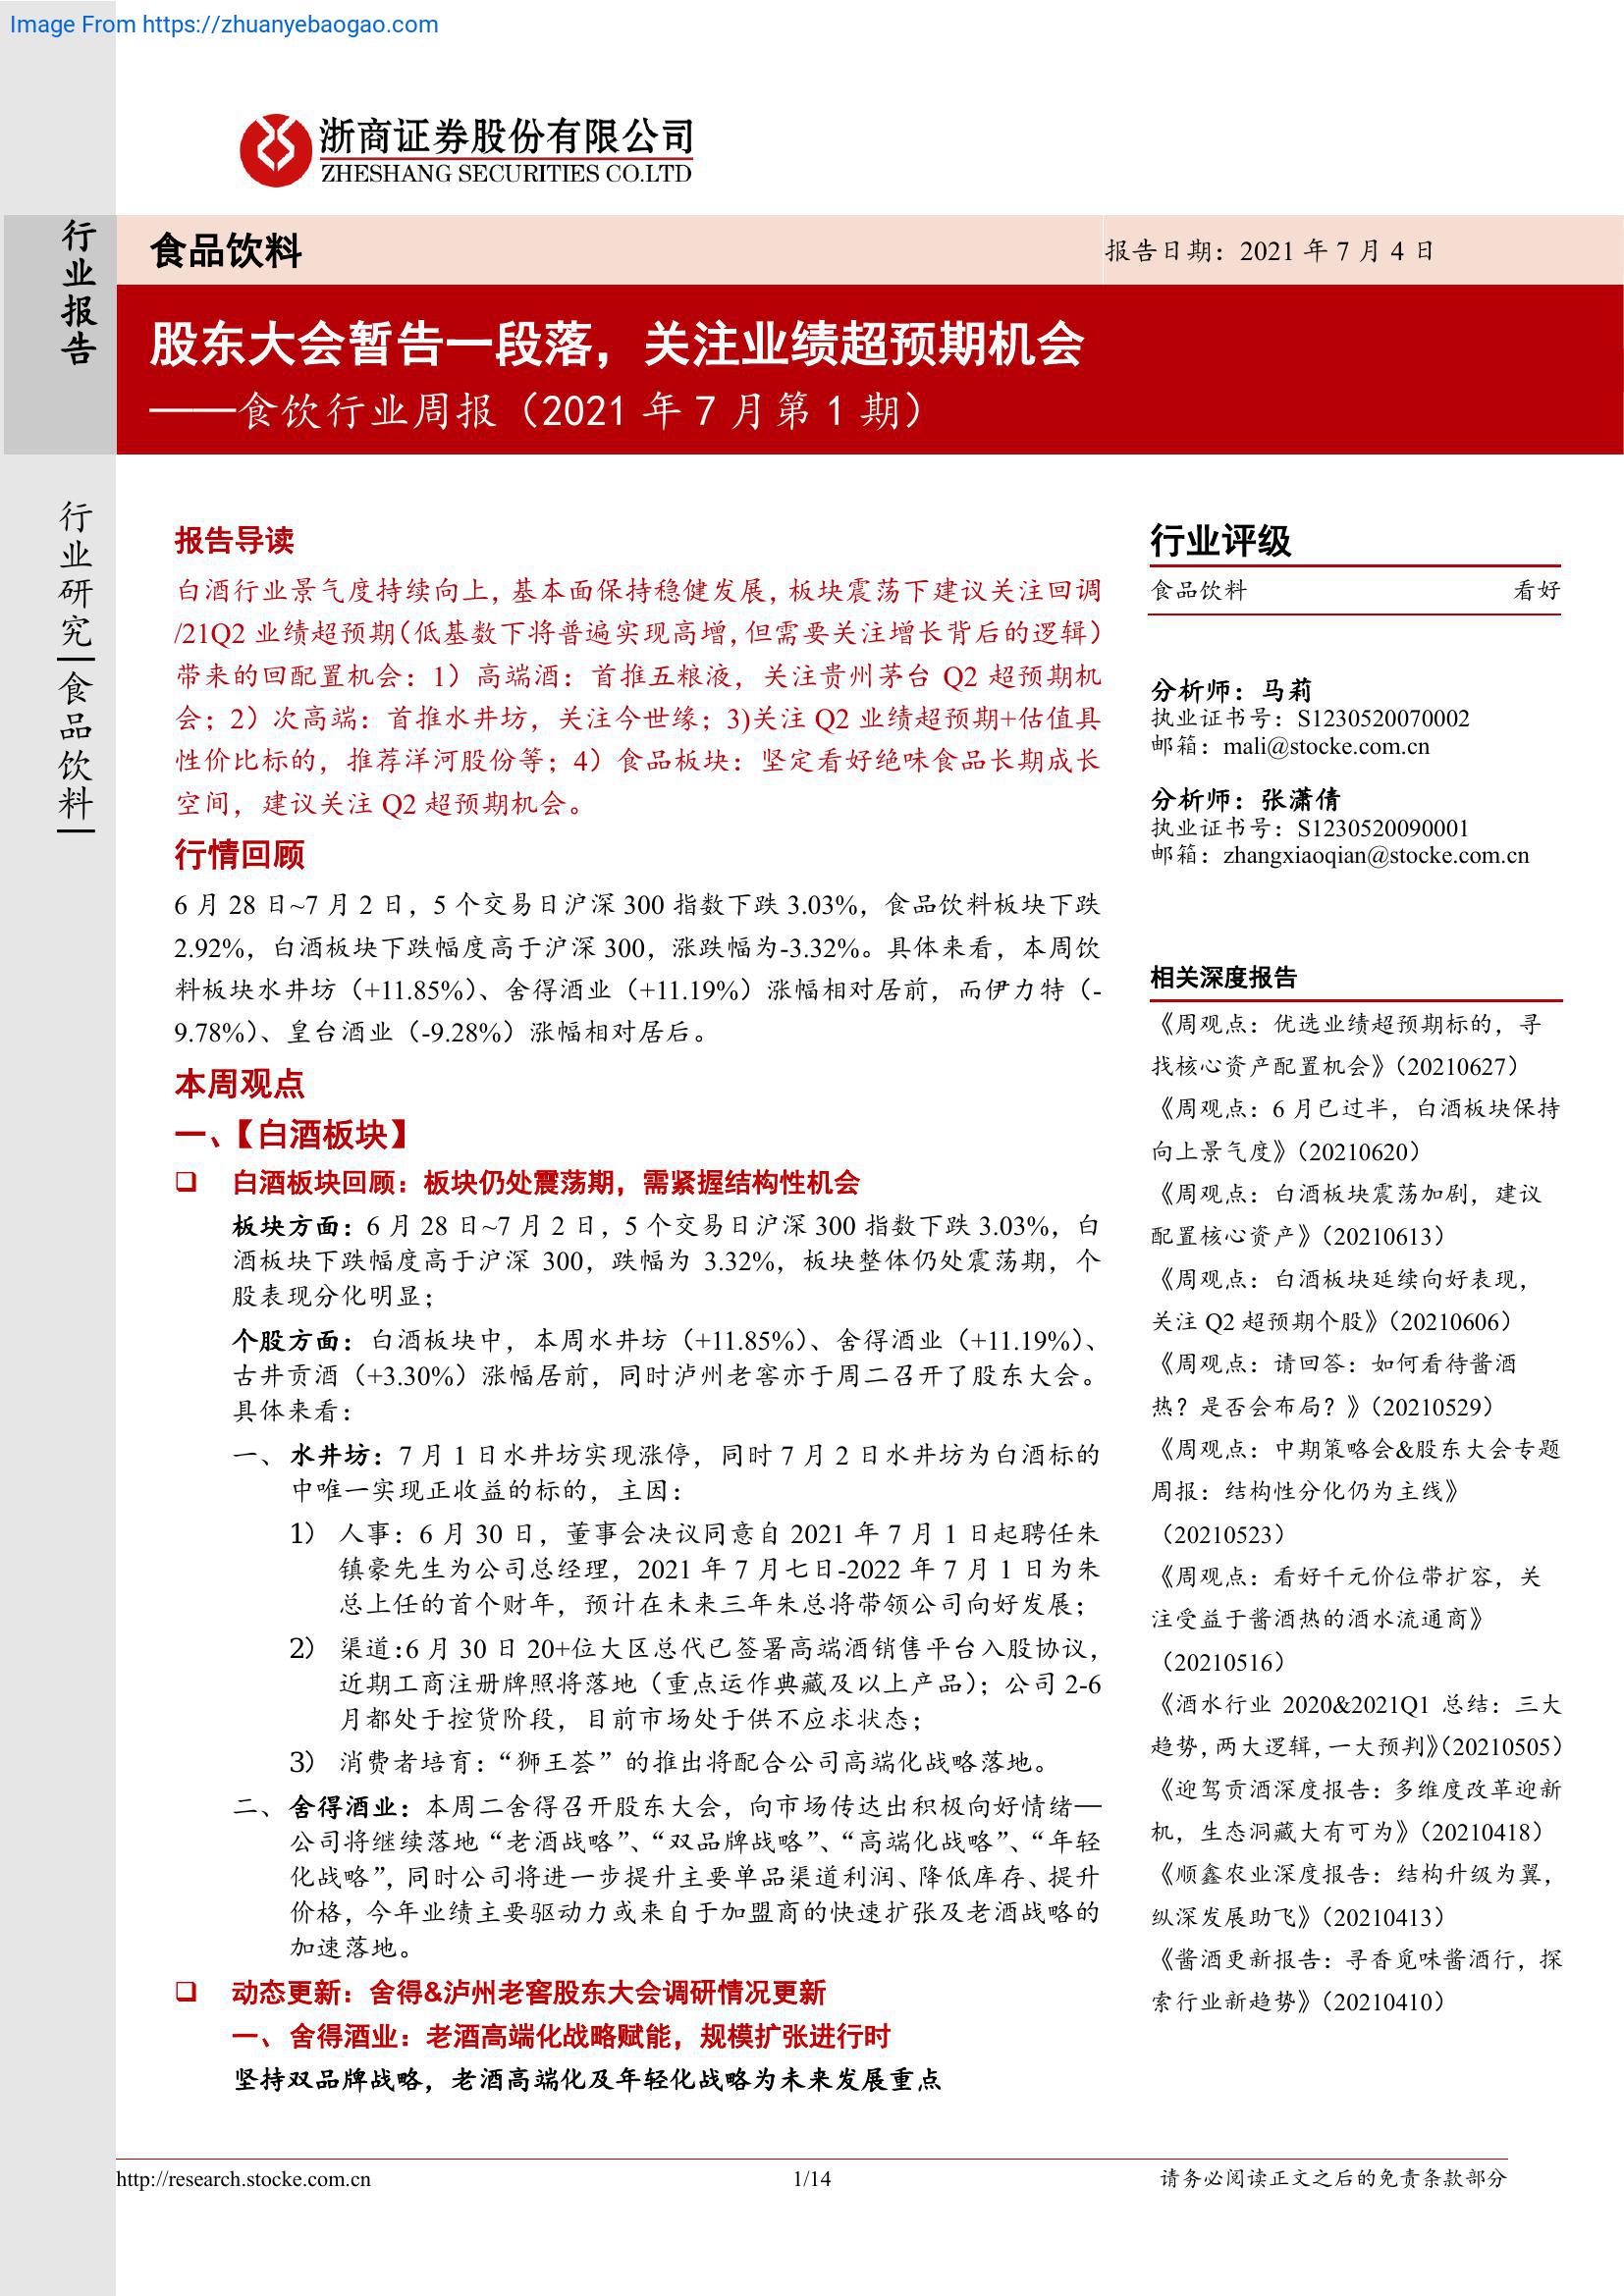 Image From https://zhuanyebaogao.com
浙商证券股份有限公司
ZHESHANG SECURITIES CO.LTD
行业报告
食品饮料
报告日期：2021 年 7 月 4 日
股东大会暂告一段落，关注业绩超预期机会
——食饮行业周报（2021 年 7 月第 1 期）
行业研究
食品饮料
报告导读
白酒行业景气度持续向上，基本面保持稳健发展，板块震荡下建议关注回调
/21Q2 业绩超预期（低基数下将普遍实现高增，但需要关注增长背后的逻辑）
带来的回配置机会：1）高端酒：首推五粮液，关注贵州茅台 Q2 超预期机
会；2）次高端：首推水井坊，关注今世缘；3)关注 Q2 业绩超预期+估值具
性价比标的，推荐洋河股份等；4）食品板块：坚定看好绝味食品长期成长
空间，建议关注 Q2 超预期机会。
行情回顾
6 月 28 日~7 月 2 日，5 个交易日沪深 300 指数下跌 3.03%，食品饮料板块下跌
2.92%，白酒板块下跌幅度高于沪深 300，涨跌幅为-3.32%。具体来看，本周饮
料板块水井坊（+11.85%）、舍得酒业（+11.19%）涨幅相对居前，而伊力特（-
9.78%）、皇台酒业（-9.28%）涨幅相对居后。
本周观点
一、【白酒板块】
❑ 白酒板块回顾：板块仍处震荡期，需紧握结构性机会
板块方面：6 月 28 日~7 月 2 日，5 个交易日沪深 300 指数下跌 3.03%，白
酒板块下跌幅度高于沪深 300，跌幅为 3.32%，板块整体仍处震荡期，个
股表现分化明显；
个股方面：白酒板块中，本周水井坊（+11.85%）、舍得酒业（+11.19%）、
古井贡酒（+3.30%）涨幅居前，同时泸州老窖亦于周二召开了股东大会。
具体来看：
一、水井坊：7 月 1 日水井坊实现涨停，同时 7 月 2 日水井坊为白酒标的
中唯一实现正收益的标的，主因：
1） 人事：6 月 30 日，董事会决议同意自 2021 年 7 月 1 日起聘任朱
镇豪先生为公司总经理，2021 年 7 月七日-2022 年 7 月 1 日为朱
总上任的首个财年，预计在未来三年朱总将带领公司向好发展；
2） 渠道：6 月 30 日 20+位大区总代已签署高端酒销售平台入股协议，
近期工商注册牌照将落地（重点运作典藏及以上产品）；公司 2-6
月都处于控货阶段，目前市场处于供不应求状态；
3） 消费者培育：“狮王荟”的推出将配合公司高端化战略落地。
二、舍得酒业：本周二舍得召开股东大会，向市场传达出积极向好情绪—
公司将继续落地“老酒战略”、“双品牌战略”、“高端化战略”、“年轻
化战略”，同时公司将进一步提升主要单品渠道利润、降低库存、提升
价格，今年业绩主要驱动力或来自于加盟商的快速扩张及老酒战略的
加速落地。
❑ 动态更新：舍得&泸州老窖股东大会调研情况更新
一、舍得酒业：老酒高端化战略赋能，规模扩张进行时
坚持双品牌战略，老酒高端化及年轻化战略为未来发展重点
行业评级
食品饮料 看好
分析师：马莉
执业证书号：S1230520070002
邮箱：mali@stocke.com.cn
分析师：张潇倩
执业证书号：S1230520090001
邮箱：zhangxiaoqian@stocke.com.cn
相关深度报告
《周观点：优选业绩超预期标的，寻
找核心资产配置机会》（20210627）
《周观点：6 月已过半，白酒板块保持
向上景气度》（20210620）
《周观点：白酒板块震荡加剧，建议
配置核心资产》（20210613）
《周观点：白酒板块延续向好表现，
关注 Q2 超预期个股》（20210606）
《周观点：请回答：如何看待酱酒
热？是否会布局？》（20210529）
《周观点：中期策略会&股东大会专题
周报：结构性分化仍为主线》
（20210523）
《周观点：看好千元价位带扩容，关
注受益于酱酒热的酒水流通商》
（20210516）
《酒水行业 2020&2021Q1 总结：三大
趋势，两大逻辑，一大预判》（20210505）
《迎驾贡酒深度报告：多维度改革迎新
机，生态洞藏大有可为》（20210418）
《顺鑫农业深度报告：结构升级为翼，
纵深发展助飞》（20210413）
《酱酒更新报告：寻香觅味酱酒行，探
索行业新趋势》（20210410）
http://research.stocke.com.cn
1/14
请务必阅读正文之后的免责条款部分